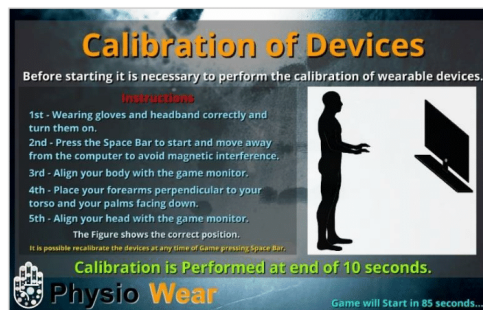 Calibration of Devices
Before starting it is necessary to perform the calibration of wearable devices.
Instructions
1st - Wearing gloves and headband correctly and
turn them on.
2nd - Press the Space Bar to start and move away
from the computer to avoid magnetic interference.
3rd - Align your body with the game monitor.
4th - Place your forearms perpendicular to your
torso and your palms facing down.
5th - Align your head with the game monitor.
The Figure shows the correct position.
It is possible recalibrate the devices at any time of Game pressing Space Bar.
Calibration is Performed at end of 10 seconds.
Physio Wear
Game will Start in 85 seconds...